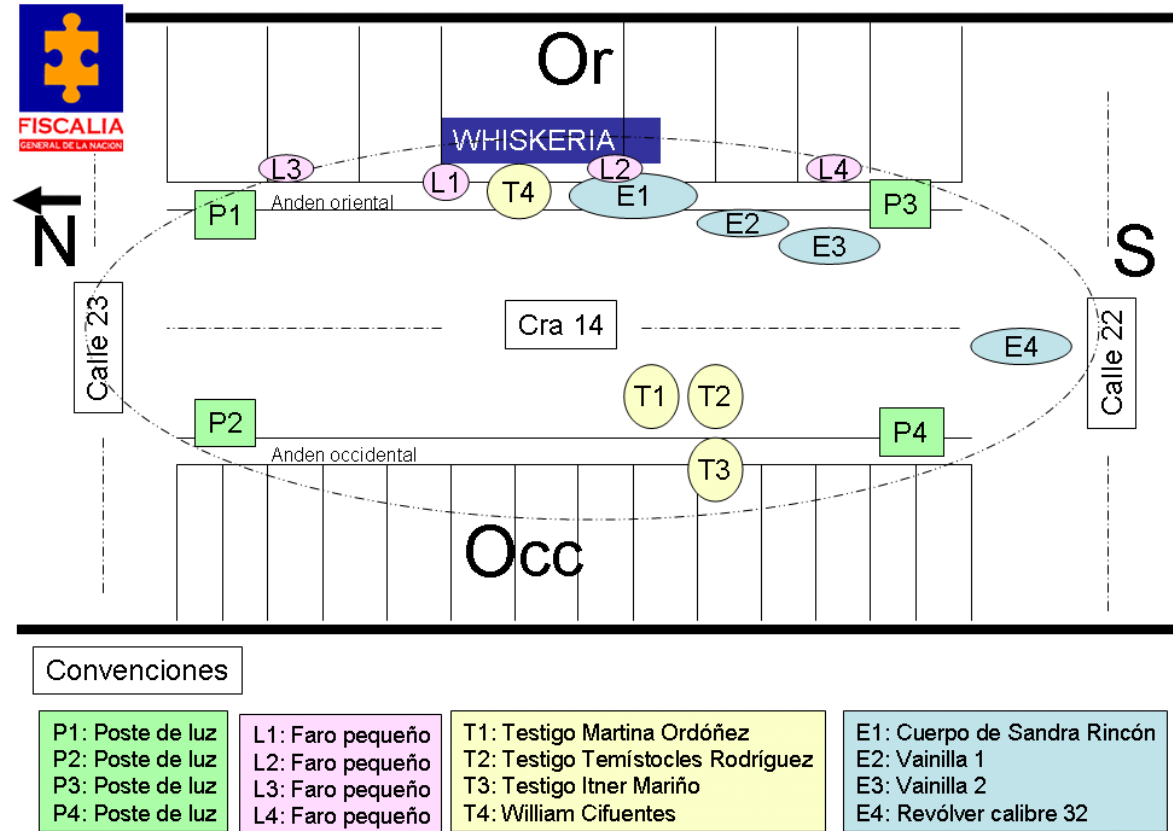 Or
FISCALIA
GENERAL DE LA NACION
WHISKERIA
L3
L1
T4
L2
E1
L4
N
P1
Anden oriental
E2
E3
P3
S
Calle 23
Cra 14
E4
Calle 22
P2
T1
T2
P4
Anden occidental
T3
Occ
Convenciones
P1: Poste de luz
P2: Poste de luz
P3: Poste de luz
P4: Poste de luz
L1: Faro pequeño
L2: Faro pequeño
L3: Faro pequeño
L4: Faro pequeño
T1: Testigo Martina Ordóñez
T2: Testigo Temístocles Rodríguez
T3: Testigo Itner Mariño
T4: William Cifuentes
E1: Cuerpo de Sandra Rincón
E2: Vainilla 1
E3: Vainilla 2
E4: Revólver calibre 32